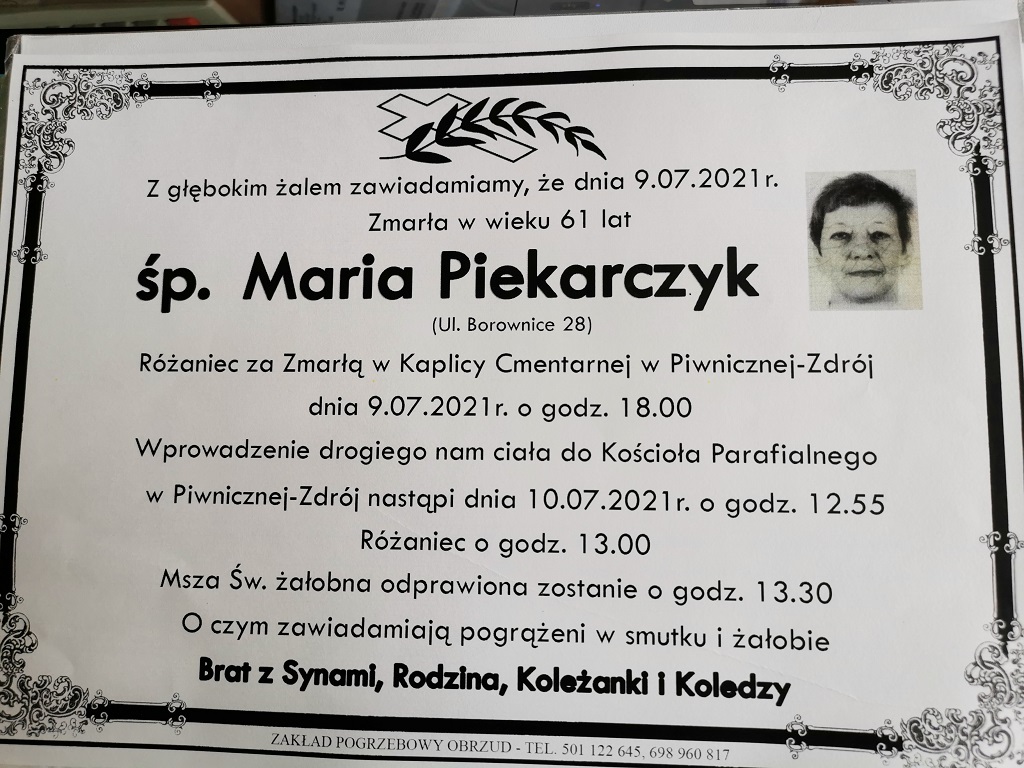 Z głębokim żalem zawiadamiamy, że dnia 9.07.2021r.
Zmarła w wieku 61 lat
śp. Maria Piekarczyk
(Ul. Borownice 28)
Różaniec za Zmarłą w Kaplicy Cmentarnej w Piwnicznej-Zdrój
dnia 9.07.2021r. o godz. 18.00
Wprowadzenie drogiego nam ciała do Kościoła Parafialnego
w Piwnicznej-Zdrój nastąpi dnia 10.07.2021r. o godz. 12.55
Różaniec o godz. 13.00
Msza Św. żałobna odprawiona zostanie o godz. 13.30
O czym zawiadamiają pogrążeni w smutku i żałobie
Brat z Synami, Rodzina, Koleżanki i Koledzy
ZAKŁAD POGRZEBOWY OBRZUD - TEL. 501 122 645, 698 960 817